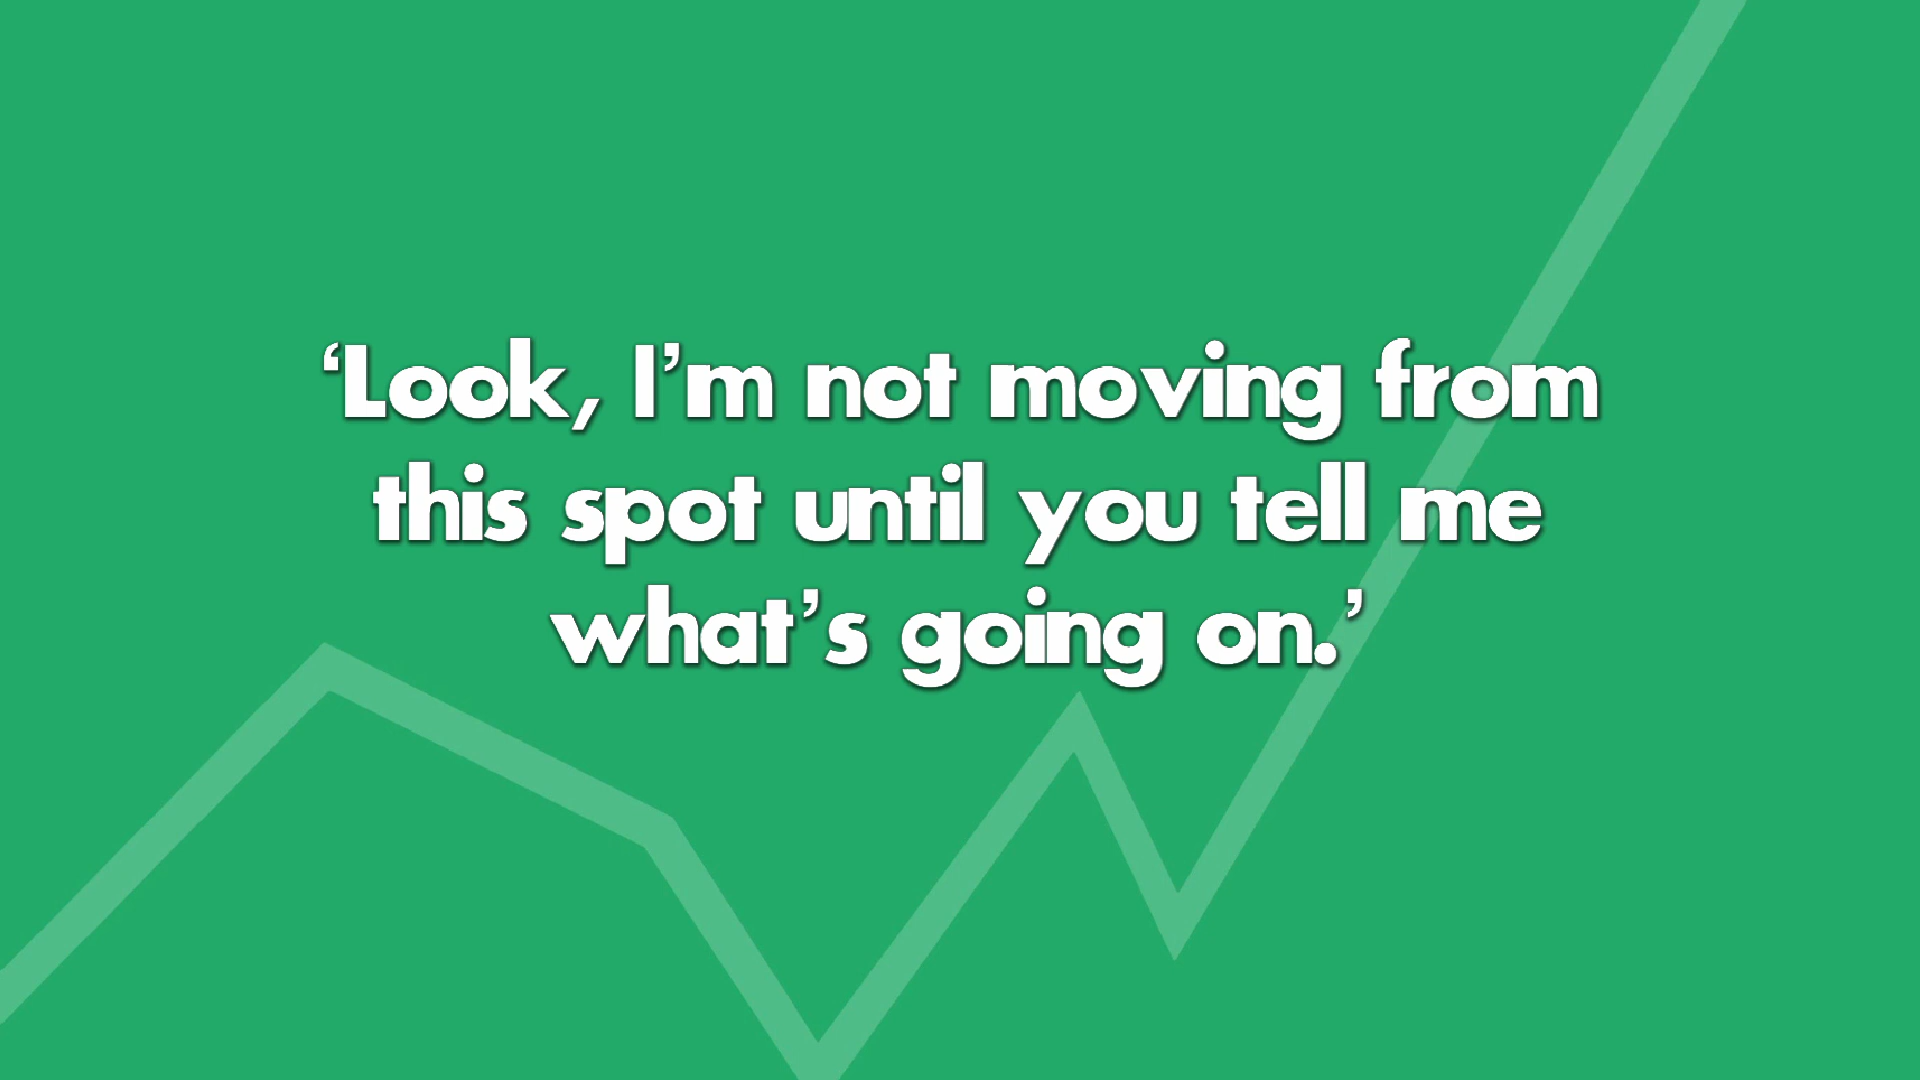 ‘Look, I’m not moving from
this spot until you tell me
what’s going on.’